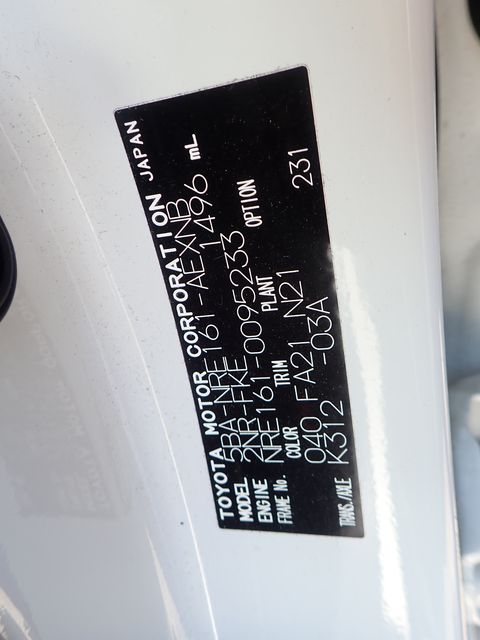 TOYOTA MOTOR CORPORATION JAPAN
MODEL 5BA-NRE161-AEXNB
ENGINE 2NR-FKE 1496 mL
FRAME No. NRE161-0095233
COLOR TRIM PLANT OPTION
040 FA21 N21 231
TRANS./AXLE K312 -03A